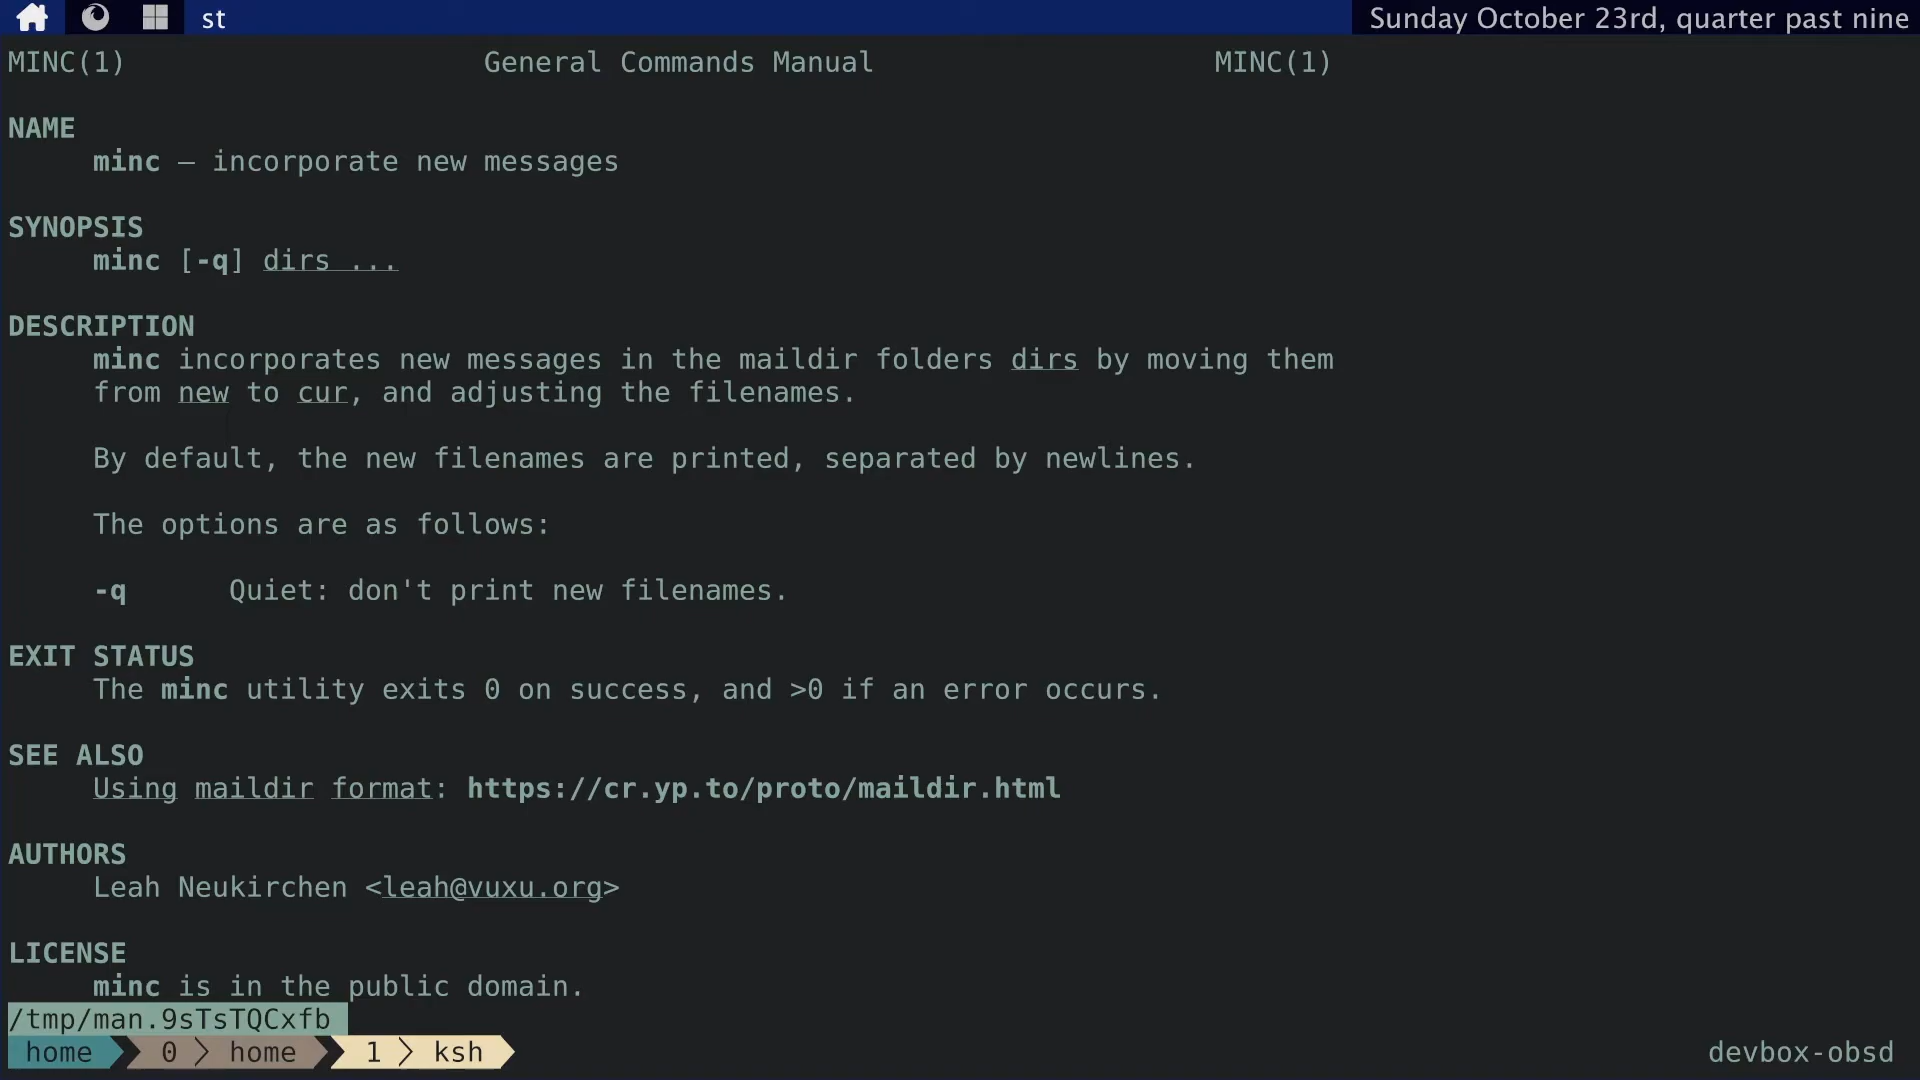 st Sunday October 23rd, quarter past nine
MINC(1) General Commands Manual MINC(1)
NAME
minc – incorporate new messages
SYNOPSIS
minc [-q] dirs ...
DESCRIPTION
minc incorporates new messages in the maildir folders dirs by moving them
from new to cur, and adjusting the filenames.
By default, the new filenames are printed, separated by newlines.
The options are as follows:
-q Quiet: don't print new filenames.
EXIT STATUS
The minc utility exits 0 on success, and >0 if an error occurs.
SEE ALSO
Using maildir format: https://cr.yp.to/proto/maildir.html
AUTHORS
Leah Neukirchen <leah@vuxu.org>
LICENSE
minc is in the public domain.
/tmp/man.9sTsTQCxfb
home 0 home 1 ksh devbox-obsd